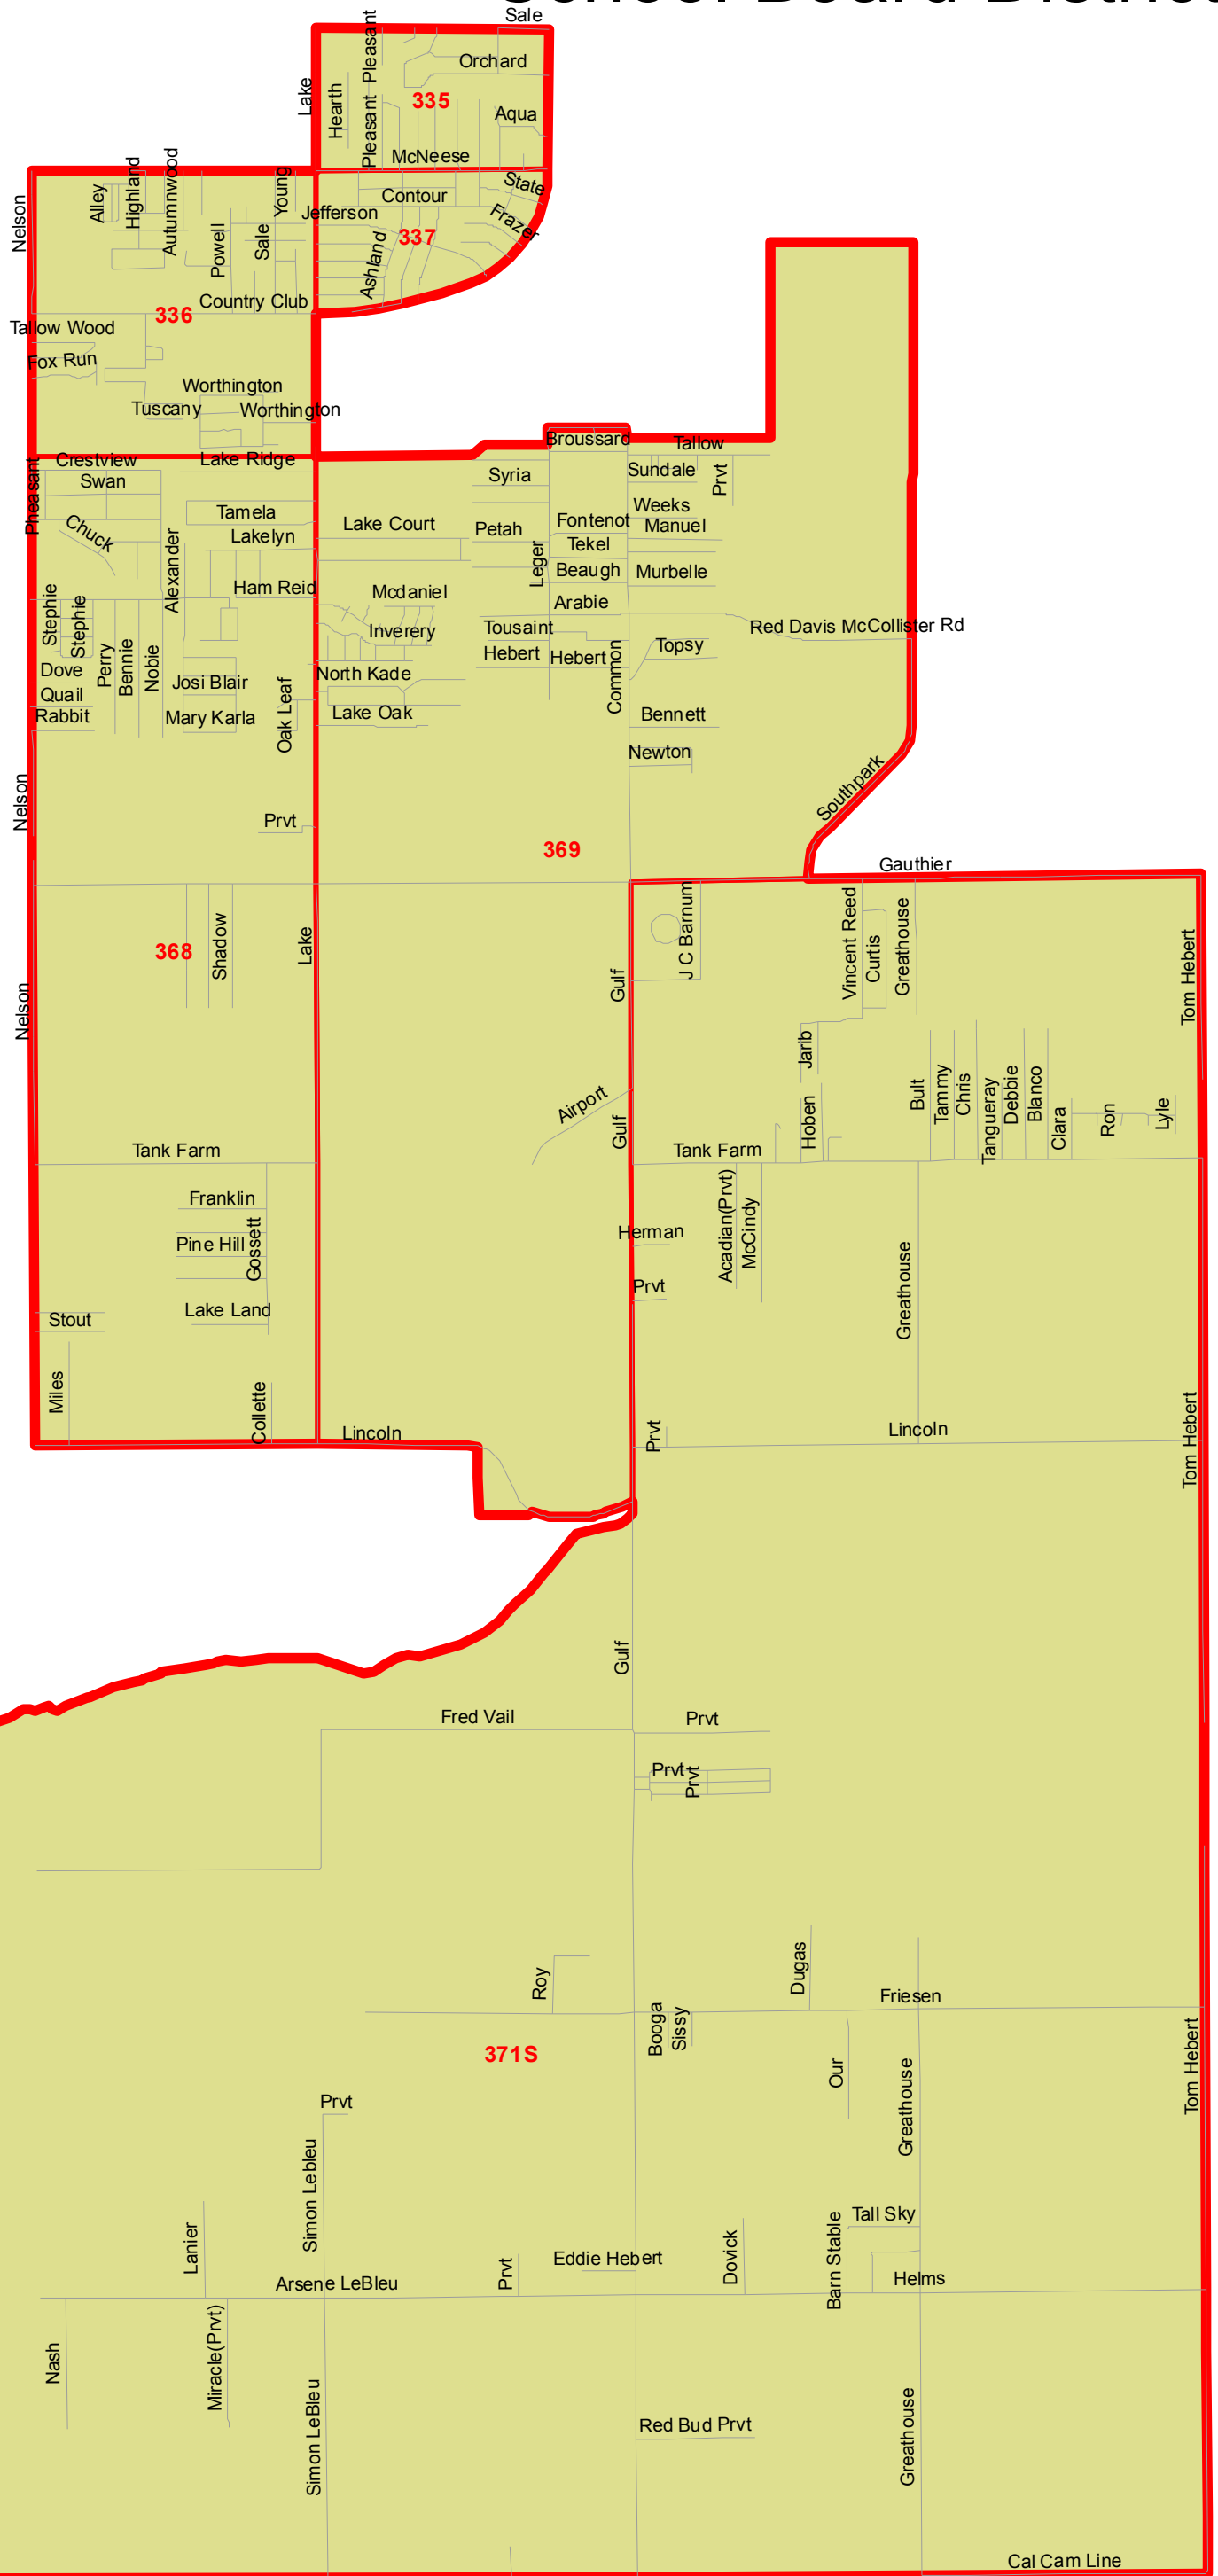 School Board District
Sale
Pleasant
Orchard
Lake
Hearth
335
Aqua
Pleasant
McNeese
Nelson
Alley
Highland
Autumnwood
Young
State
Contour
Jefferson
Frazer
337
Powell
Sale
Ashland
Country Club
336
Tallow Wood
Fox Run
Worthington
Tuscany
Worthington
Broussard
Tallow
Crestview
Lake Ridge
Pheasant
Swan
Syria
Sundale
Prvt
Weeks
Tamela
Lake Court
Fontenot
Manuel
Petah
Chuck
Lakelyn
Tekel
Leger
Alexander
Beaugh
Murbelle
Ham Reid
Mcdaniel
Arabie
Stephie
Stephie
Inverery
Tousaint
Red Davis McCollister Rd
Hebert
Hebert
Topsy
Perry
Bennie
Noble
Dove
North Kade
Common
Josi Blair
Quail
Oak Leaf
Rabbit
Mary Karla
Lake Oak
Bennett
Newton
Nelson
Southpark
Prvt
369
Gauthier
368
Shadow
Lake
J C Barnum
Vincent Reed
Curtis
Greathouse
Tom Hebert
Nelson
Gulf
Jarib
Airport
Gulf
Hoben
Bult
Tammy
Chris
Tangueray
Debbie
Blanco
Clara
Ron
Lyle
Tank Farm
Tank Farm
Franklin
Acadian(Prvt)
McCindy
Herman
Pine Hill
Gossett
Prvt
Greathouse
Lake Land
Stout
Miles
Collette
Lincoln
Prvt
Lincoln
Tom Hebert
Gulf
Fred Vail
Prvt
Prvt
Prvt
Roy
Dugas
Friesen
Booga
Sissy
371S
Our
Greathouse
Tom Hebert
Prvt
Simon Lebleu
Tall Sky
Lanier
Dovick
Barn Stable
Prvt
Eddie Hebert
Arsene LeBleu
Helms
Nash
Miracle(Prvt)
Simon LeBleu
Red Bud Prvt
Greathouse
Cal Cam Line